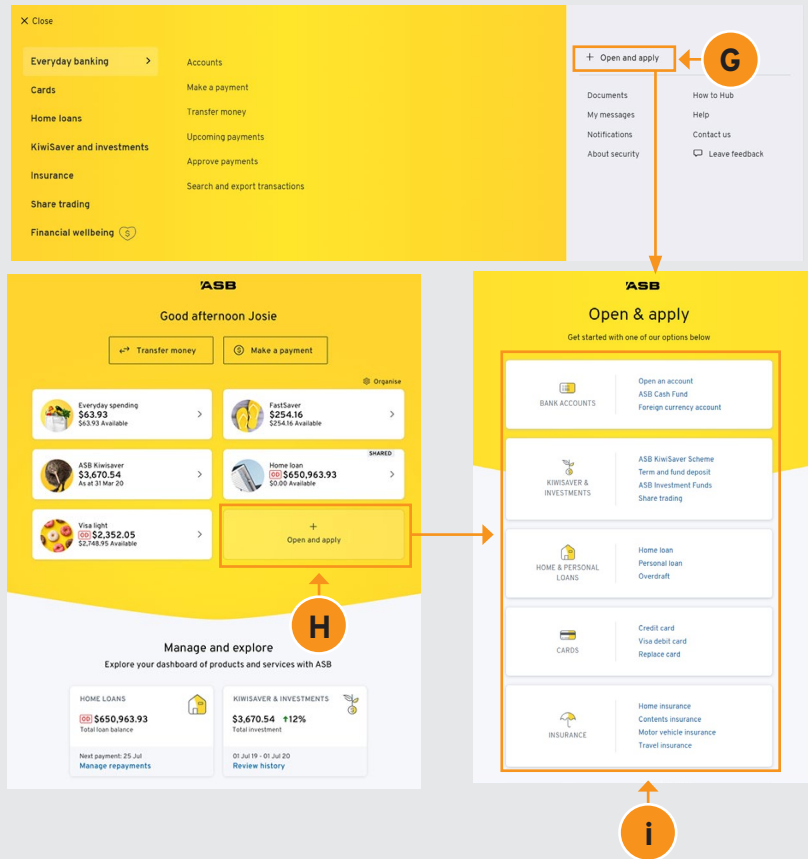 ✕ Close
Everyday banking >
Cards
Home loans
KiwiSaver and investments
Insurance
Share trading
Financial wellbeing $
Accounts
Make a payment
Transfer money
Upcoming payments
Approve payments
Search and export transactions
+ Open and apply
G
Documents
My messages
Notifications
About security
How to Hub
Help
Contact us
Leave feedback
ASB
Good afternoon Josie
Transfer money
$ Make a payment
Organise
Everyday spending
$63.93
$63.93 Available
FastSaver
$254.16
$254.16 Available
ASB Kiwisaver
$3,670.54
As at 31 Mar 20
SHARED
Home loan
OD $650,963.93
$0.00 Available
Visa light
OD $2,352.05
$2,748.95 Available
+
Open and apply
H
Manage and explore
Explore your dashboard of products and services with ASB
HOME LOANS
OD $650,963.93
Total loan balance
Next payment: 25 Jul
Manage repayments
KIWISAVER & INVESTMENTS
$3,670.54 ↑12%
Total investment
01 Jul 19 - 01 Jul 20
Review history
ASB
Open & apply
Get started with one of our options below
BANK ACCOUNTS
Open an account
ASB Cash Fund
Foreign currency account
KIWISAVER &
INVESTMENTS
ASB KiwiSaver Scheme
Term and fund deposit
ASB Investment Funds
Share trading
HOME & PERSONAL
LOANS
Home loan
Personal loan
Overdraft
CARDS
Credit card
Visa debit card
Replace card
INSURANCE
Home insurance
Contents insurance
Motor vehicle insurance
Travel insurance
i